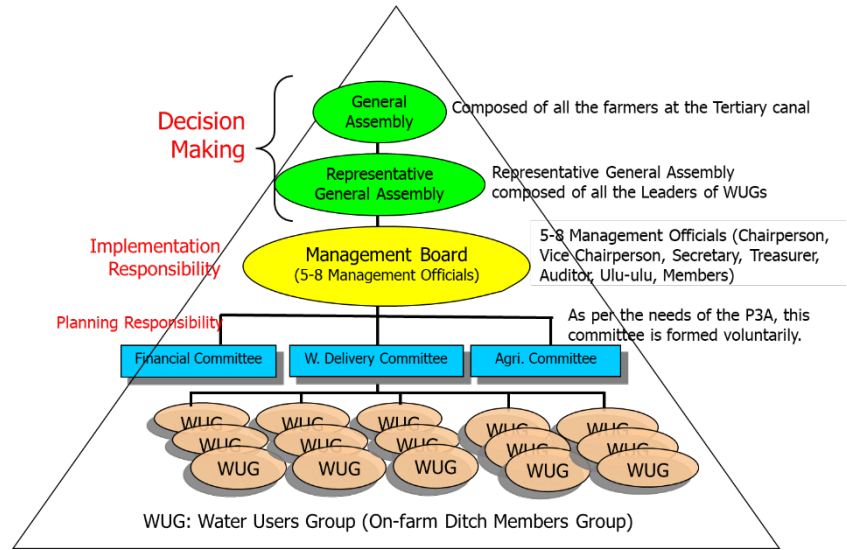 General
Assembly
Composed of all the farmers at the Tertiary canal
Decision
Making
Representative
General Assembly
Representative General Assembly
composed of all the Leaders of WUGs
Implementation
Responsibility
Management Board
(5-8 Management Officials)
5-8 Management Officials (Chairperson,
Vice Chairperson, Secretary, Treasurer,
Auditor, Ulu-ulu, Members)
Planning Responsibility
As per the needs of the P3A, this
committee is formed voluntarily.
Financial Committee
W. Delivery Committee
Agri. Committee
WUG WUG WUG WUG WUG
WUG WUG WUG WUG WUG
WUG WUG WUG WUG WUG
WUG: Water Users Group (On-farm Ditch Members Group)